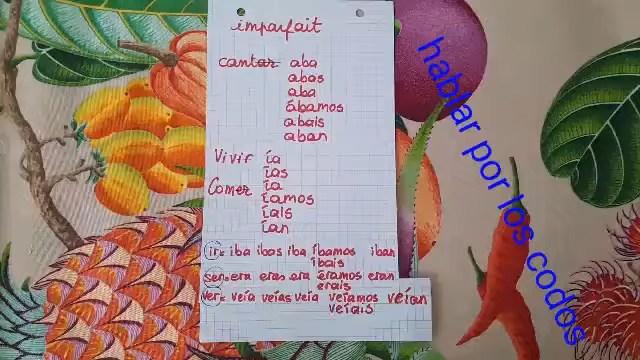 imparfait
cantar aba
abas
aba
ábamos
abais
aban
Vivir ía
ías
Comer ía
íamos
íais
ían
ir= iba ibas iba íbamos iban
ibais
ser= era eras era éramos eran
erais
ver= veía veías veía veíamos veían
veíais
hablar por los codos